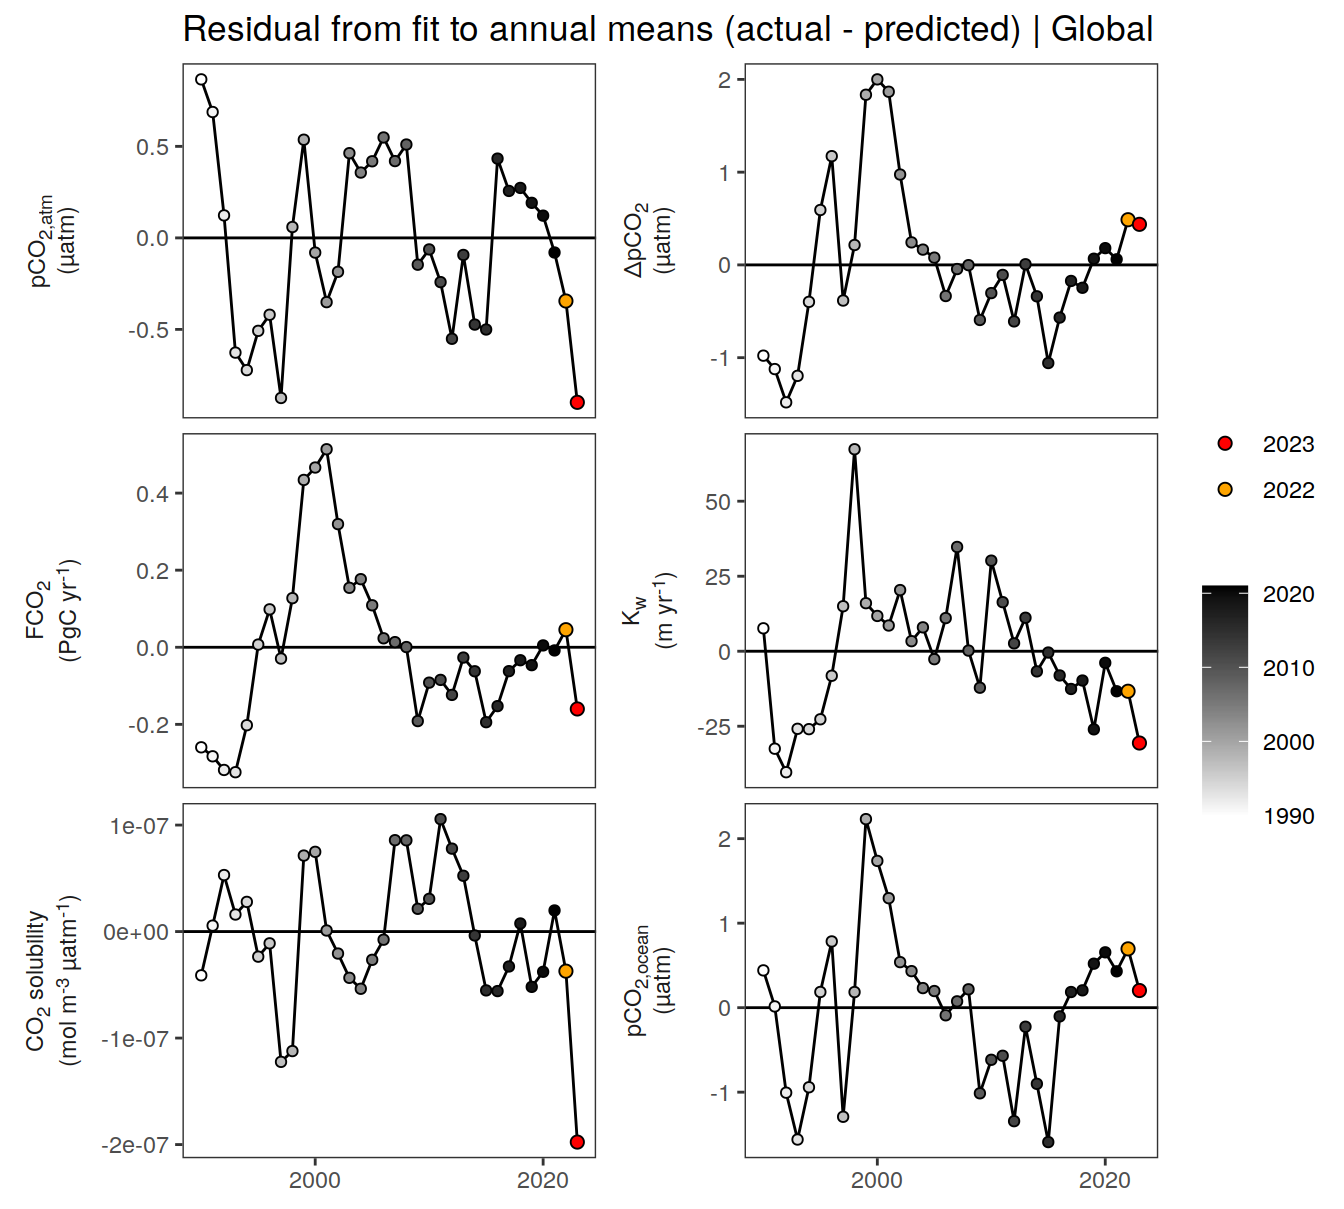 Residual from fit to annual means (actual - predicted) | Global
pCO2,atm
(µatm)
0.5
0.0
-0.5
ΔpCO2
(µatm)
2
1
0
-1
FCO2
(PgC yr-1)
0.4
0.2
0.0
-0.2
Kw
(m yr-1)
50
25
0
-25
CO2 solubility
(mol m-3 µatm-1)
1e-07
0e+00
-1e-07
-2e-07
2000
2020
pCO2,ocean
(µatm)
2
1
0
-1
2000
2020
2023
2022
2020
2010
2000
1990